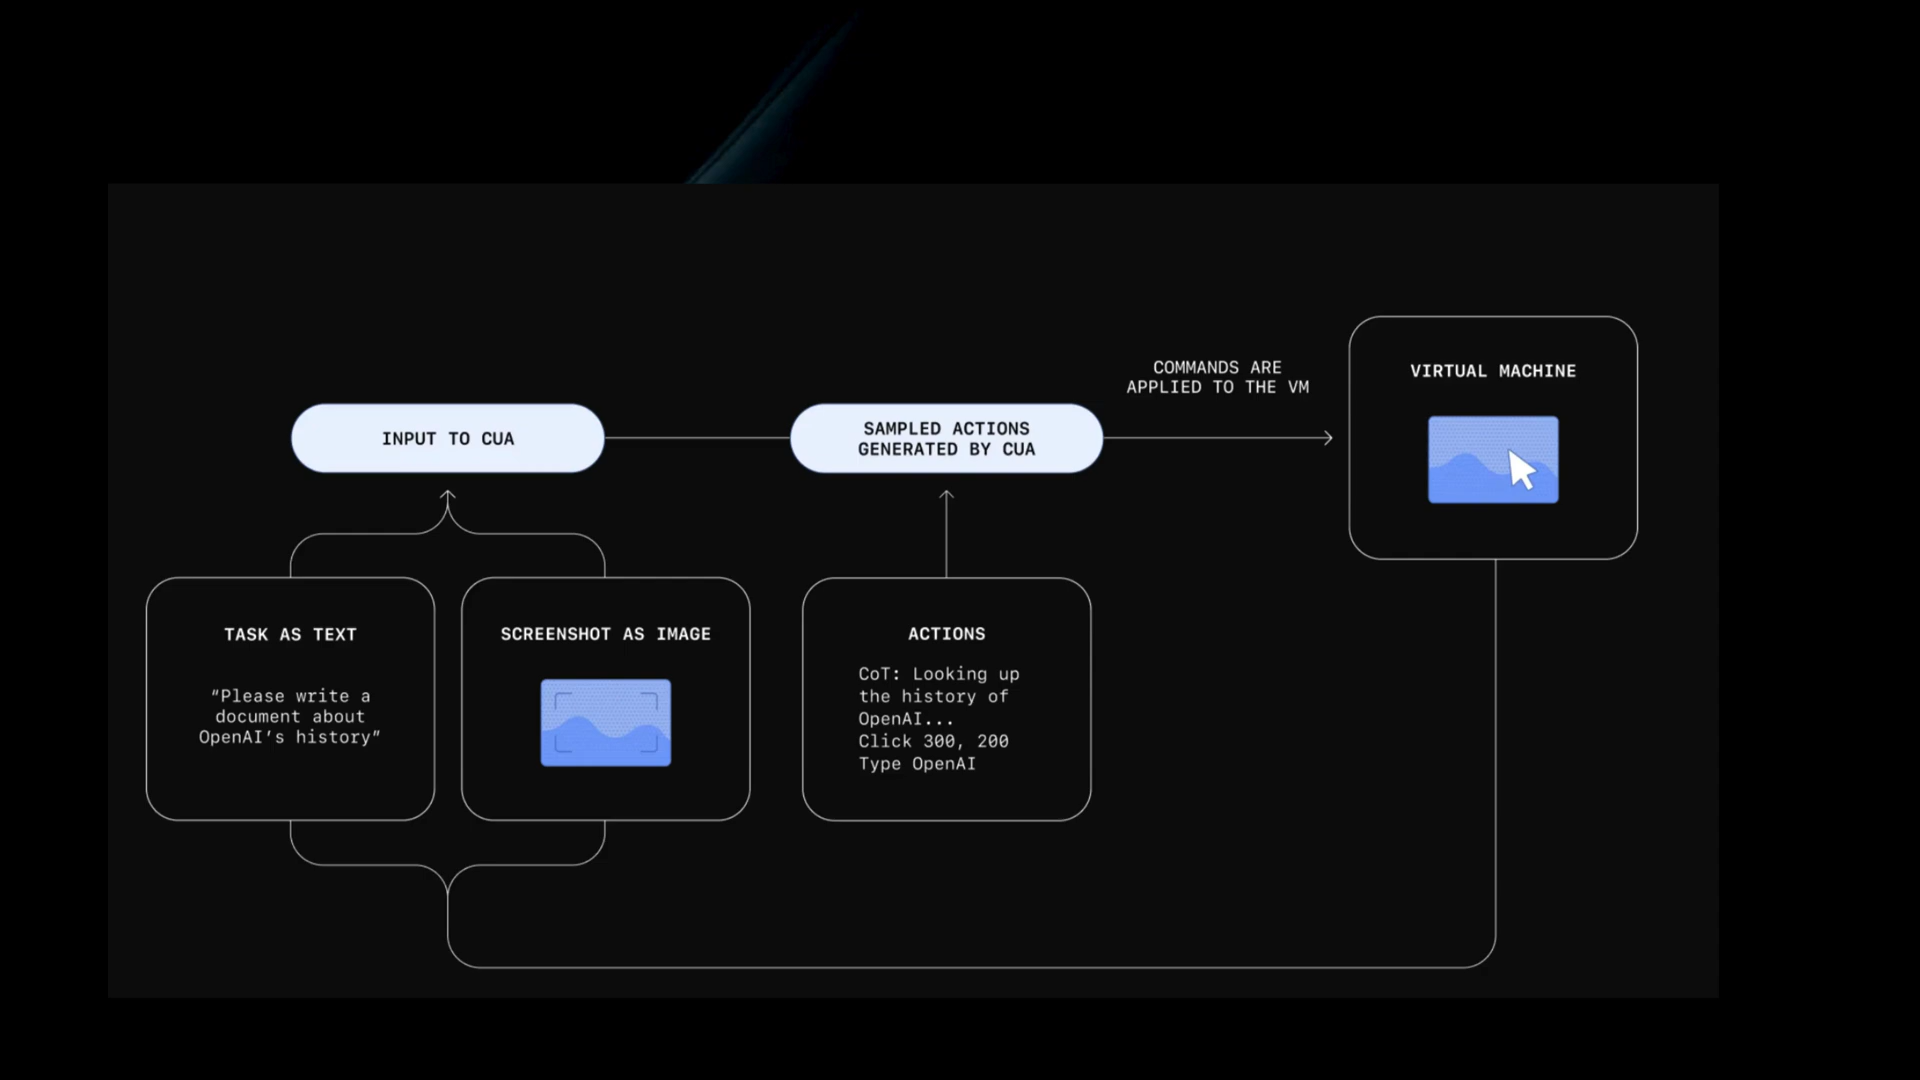 COMMANDS ARE
APPLIED TO THE VM
VIRTUAL MACHINE
INPUT TO CUA
SAMPLED ACTIONS
GENERATED BY CUA
TASK AS TEXT
“Please write a
document about
OpenAI’s history”
SCREENSHOT AS IMAGE
ACTIONS
CoT: Looking up
the history of
OpenAI...
Click 300, 200
Type OpenAI